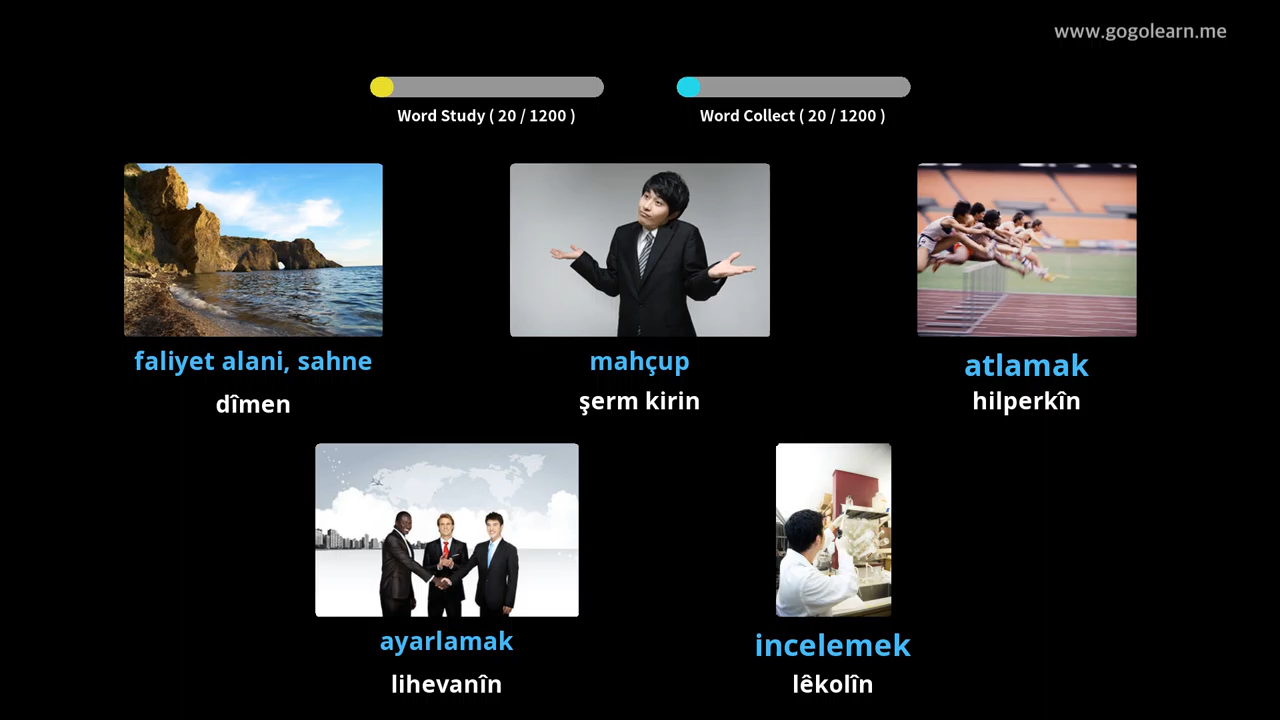 www.gogolearn.me
Word Study ( 20 / 1200 )
Word Collect ( 20 / 1200 )
faliyet alani, sahne
dîmen
mahçup
şerm kirin
atlamak
hilperkîn
ayarlamak
lihevanîn
incelemek
lêkolîn